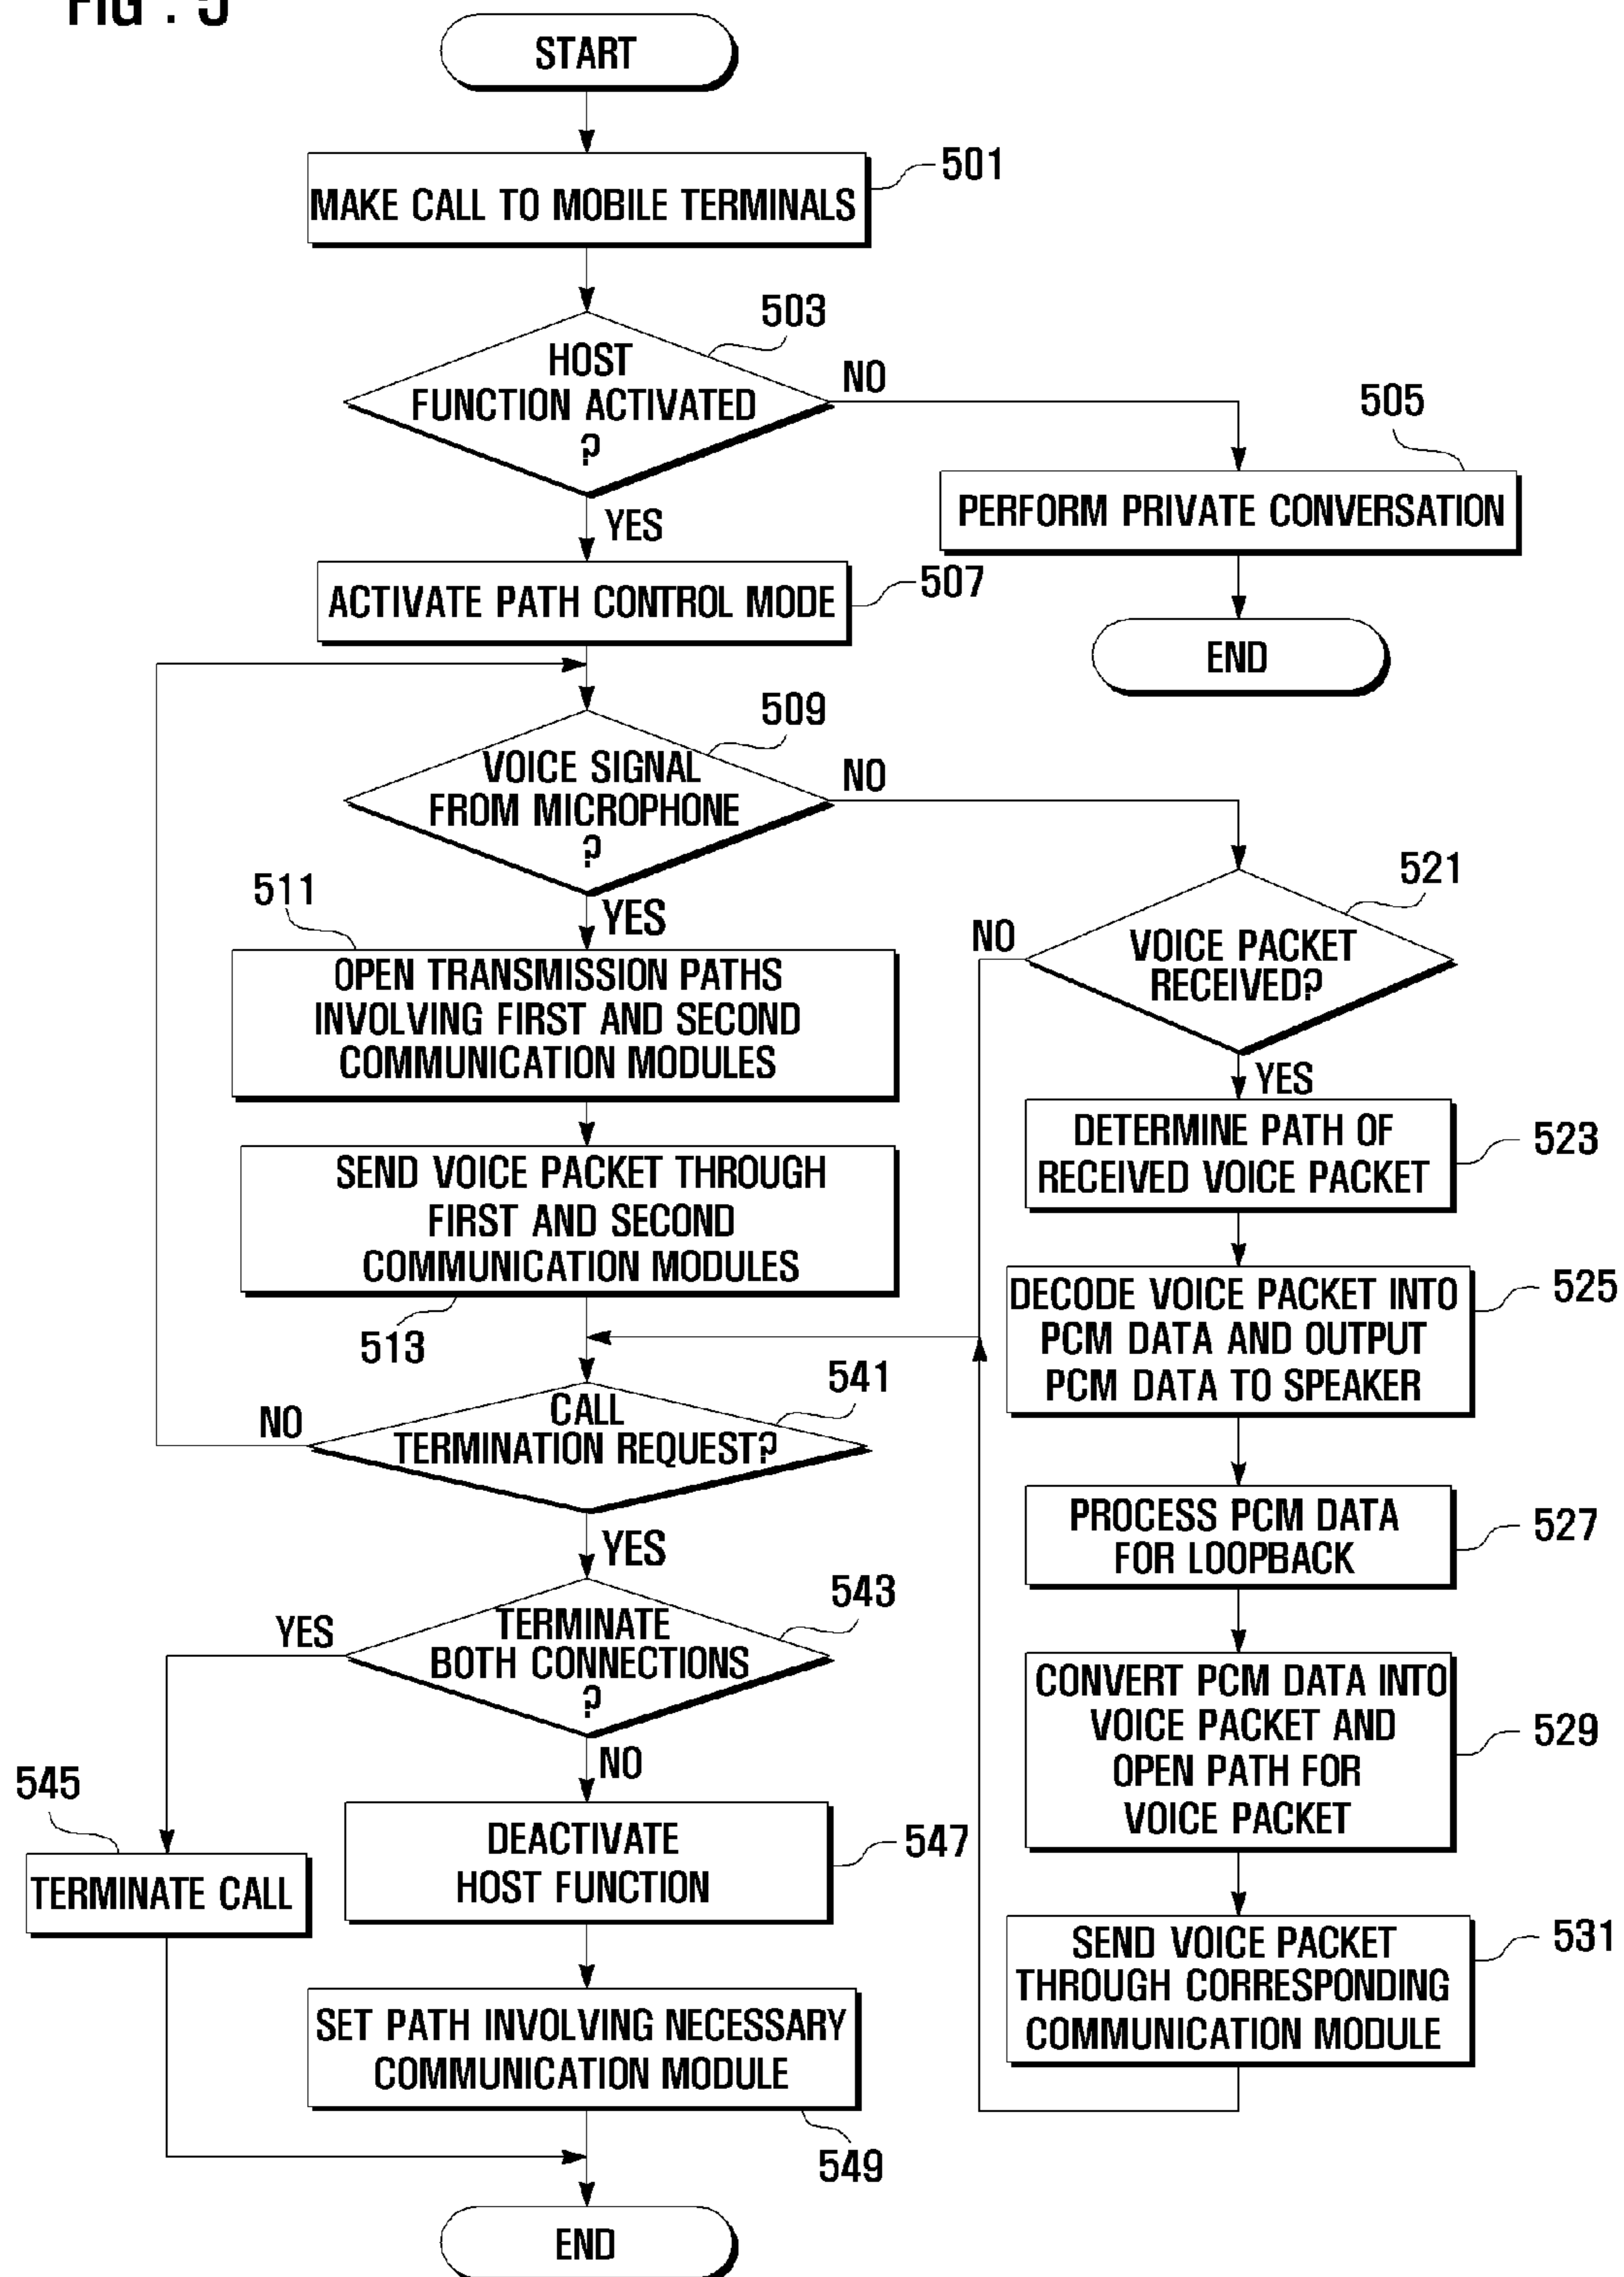 FIG . 5
START
MAKE CALL TO MOBILE TERMINALS
501
HOST
FUNCTION ACTIVATED
?
503
NO
YES
505
PERFORM PRIVATE CONVERSATION
END
ACTIVATE PATH CONTROL MODE
507
VOICE SIGNAL
FROM MICROPHONE
?
509
NO
YES
511
OPEN TRANSMISSION PATHS
INVOLVING FIRST AND SECOND
COMMUNICATION MODULES
SEND VOICE PACKET THROUGH
FIRST AND SECOND
COMMUNICATION MODULES
513
521
VOICE PACKET
RECEIVED?
NO
YES
DETERMINE PATH OF
RECEIVED VOICE PACKET
523
DECODE VOICE PACKET INTO
PCM DATA AND OUTPUT
PCM DATA TO SPEAKER
525
PROCESS PCM DATA
FOR LOOPBACK
527
CONVERT PCM DATA INTO
VOICE PACKET AND
OPEN PATH FOR
VOICE PACKET
529
SEND VOICE PACKET
THROUGH CORRESPONDING
COMMUNICATION MODULE
531
CALL
TERMINATION REQUEST?
541
NO
YES
TERMINATE
BOTH CONNECTIONS
?
543
YES
NO
545
TERMINATE CALL
DEACTIVATE
HOST FUNCTION
547
SET PATH INVOLVING NECESSARY
COMMUNICATION MODULE
549
END